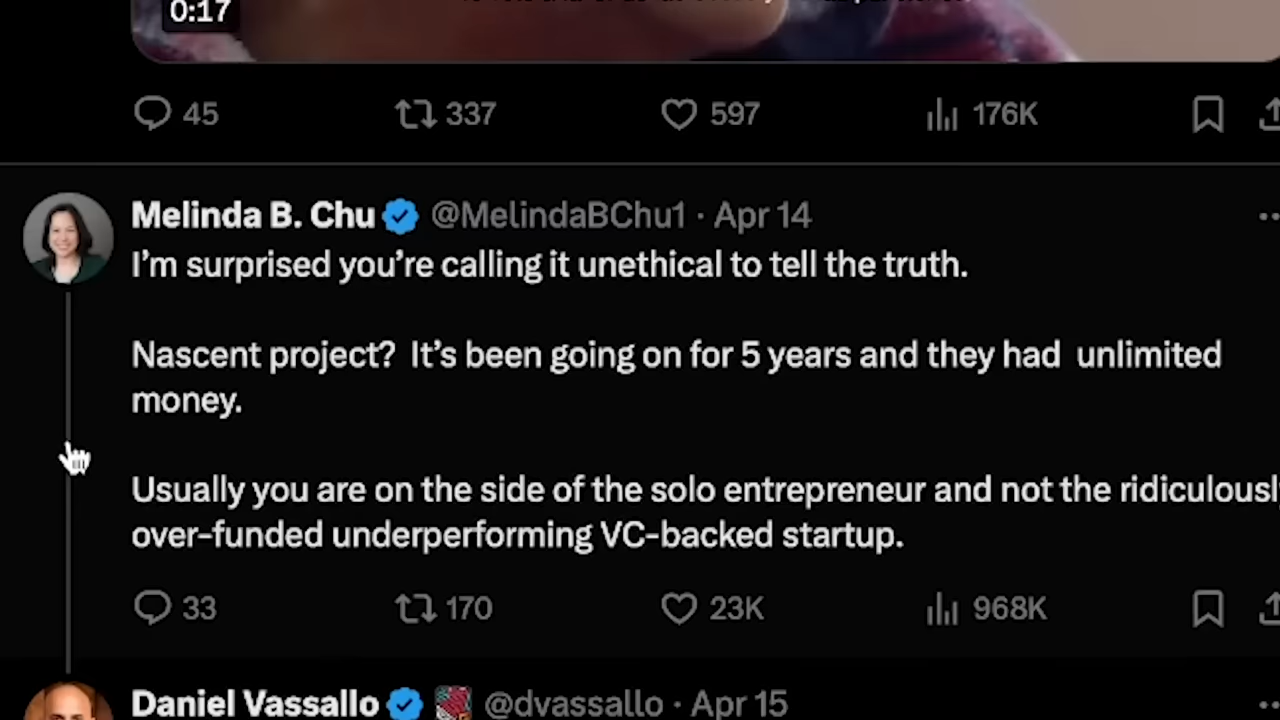 0:17
45 337 597 176K
Melinda B. Chu @MelindaBChu1 · Apr 14
I'm surprised you're calling it unethical to tell the truth.
Nascent project?  It's been going on for 5 years and they had  unlimited
money.
Usually you are on the side of the solo entrepreneur and not the
over-funded underperforming VC-backed startup.
33 170 23K 968K
Daniel Vassallo @dvassallo · Apr 15